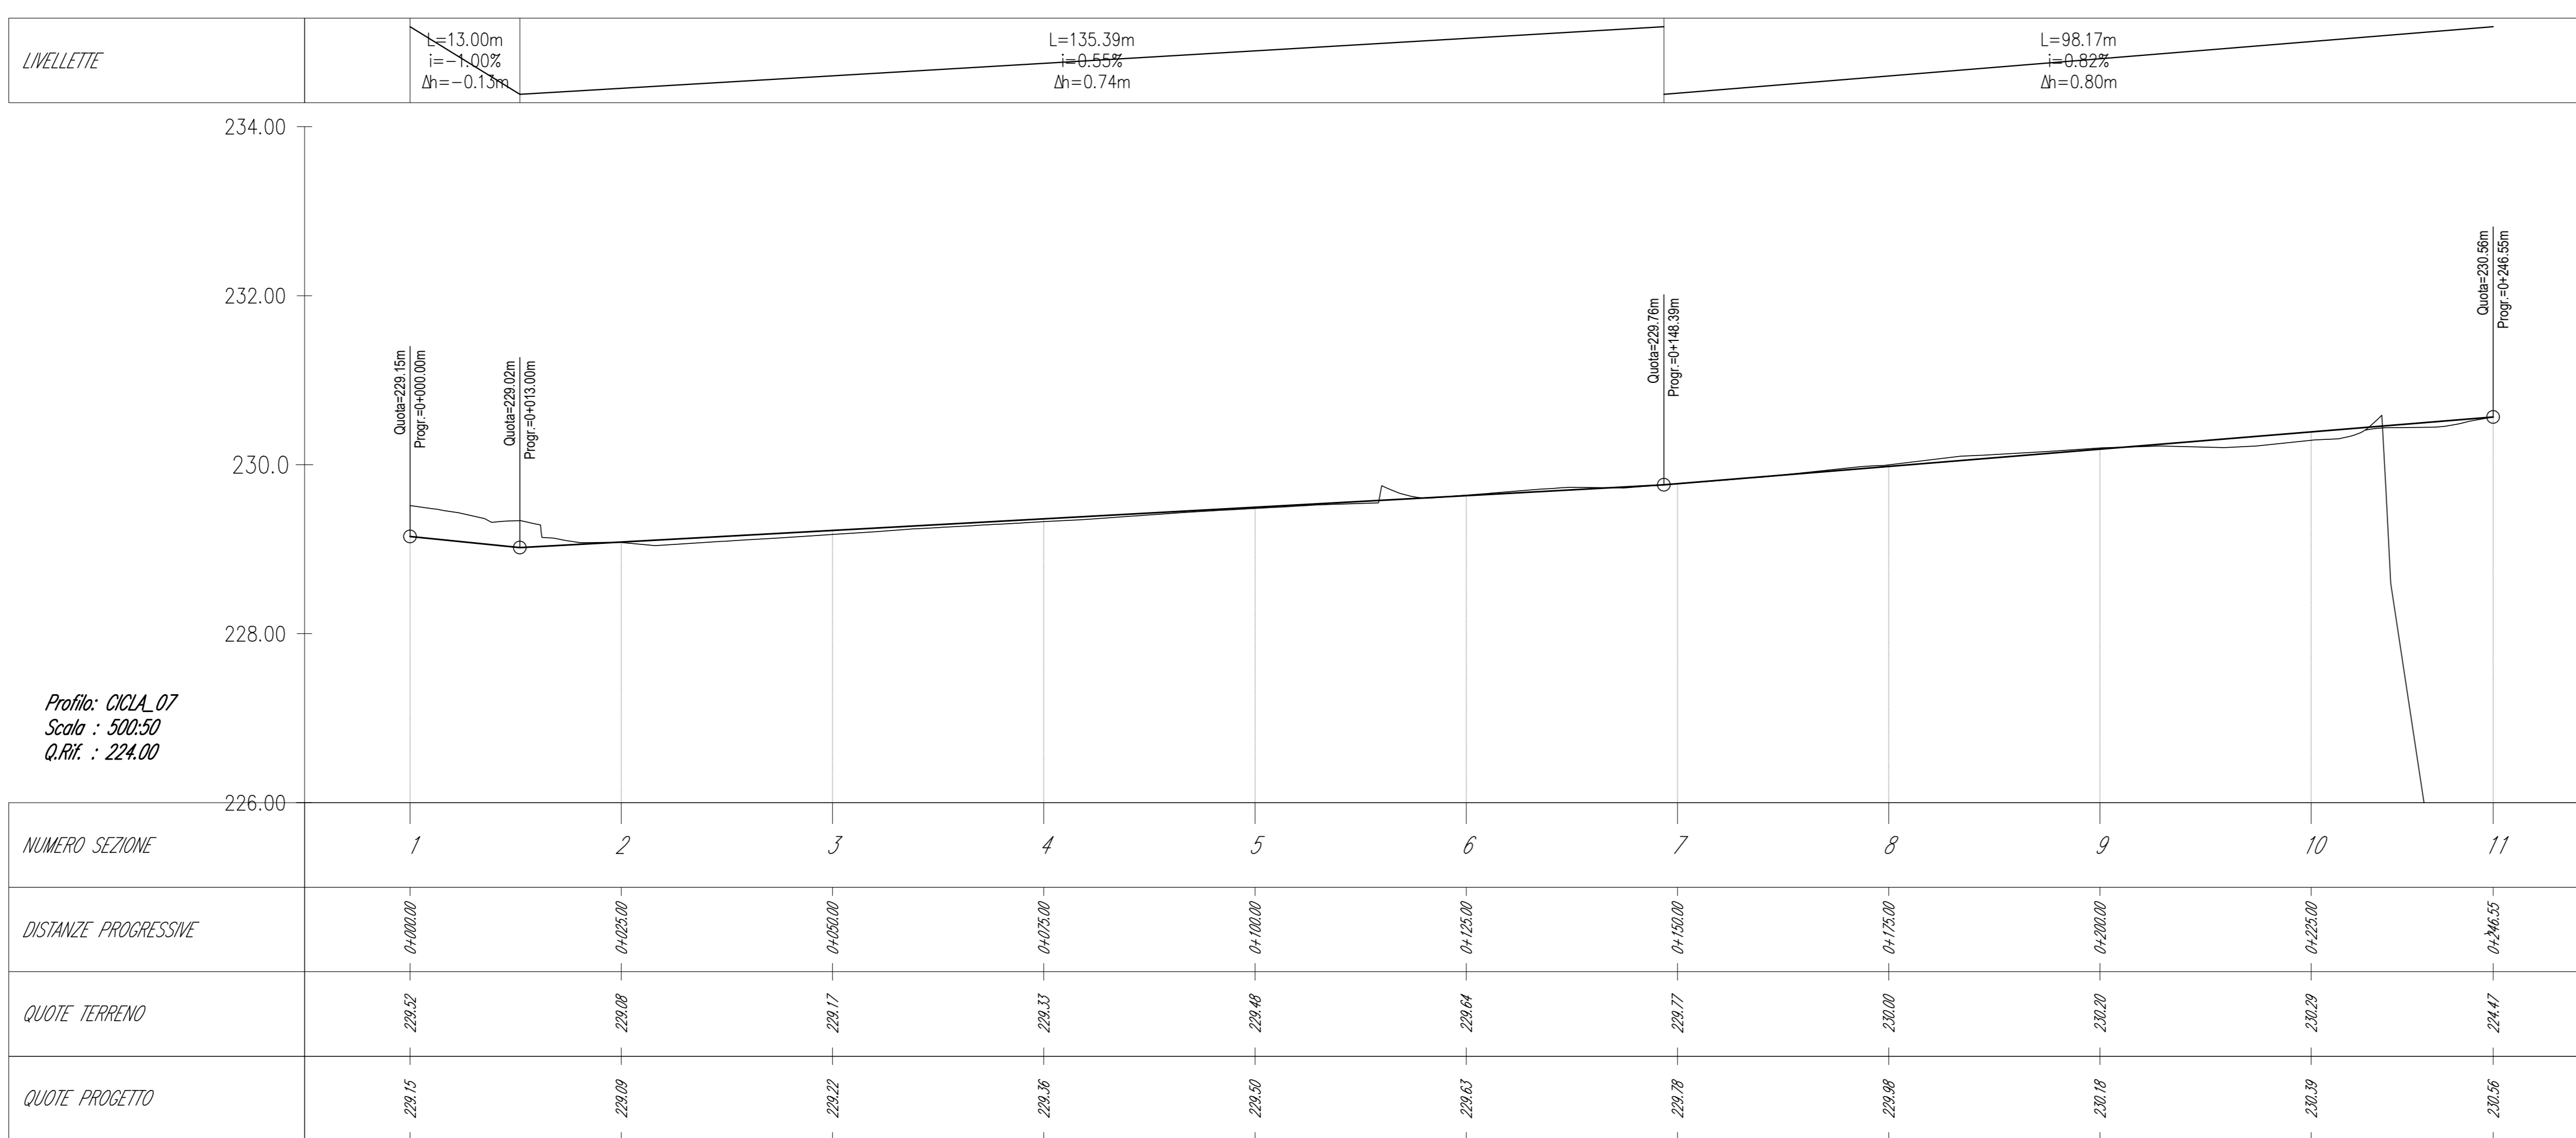 LIVELLETTE
L=13.00m
i=-1.00%
Δh=-0.13m
L=135.39m
i=0.55%
Δh=0.74m
L=98.17m
i=0.82%
Δh=0.80m
234.00
232.00
230.0
228.00
226.00
Quota=229.15m
Progr.=0+000.00m
Quota=229.02m
Progr.=0+013.00m
Quota=229.76m
Progr.=0+148.39m
Quota=230.56m
Progr.=0+246.55m
Profilo: CICLA_07
Scala : 500:50
Q.Rif. : 224.00
NUMERO SEZIONE 1 2 3 4 5 6 7 8 9 10 11
DISTANZE PROGRESSIVE 0+000.00 0+025.00 0+050.00 0+075.00 0+100.00 0+125.00 0+150.00 0+175.00 0+200.00 0+225.00 0+246.55
QUOTE TERRENO 229.52 229.08 229.17 229.33 229.48 229.64 229.77 230.00 230.20 230.29 224.47
QUOTE PROGETTO 229.15 229.09 229.22 229.36 229.50 229.63 229.78 229.98 230.18 230.39 230.56